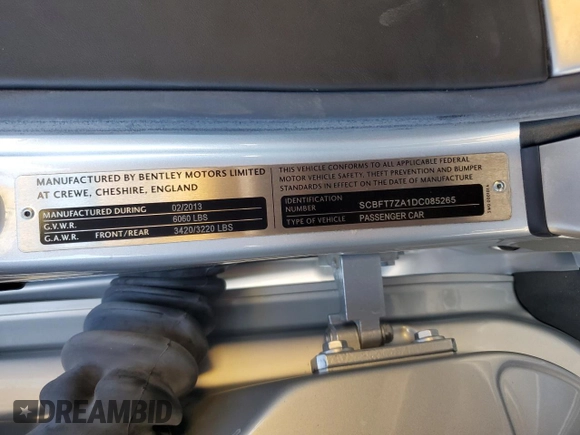 MANUFACTURED BY BENTLEY MOTORS LIMITED
AT CREWE, CHESHIRE, ENGLAND
MANUFACTURED DURING 02/2013
G.V.W.R. 6060 LBS
G.A.W.R. FRONT/REAR 3420/3220 LBS
THIS VEHICLE CONFORMS TO ALL APPLICABLE FEDERAL
MOTOR VEHICLE SAFETY, THEFT PREVENTION AND BUMPER
STANDARDS IN EFFECT ON THE DATE OF MANUFACTURE
IDENTIFICATION
NUMBER SCBFT7ZA1DC085265
TYPE OF VEHICLE PASSENGER CAR
DREAMBID